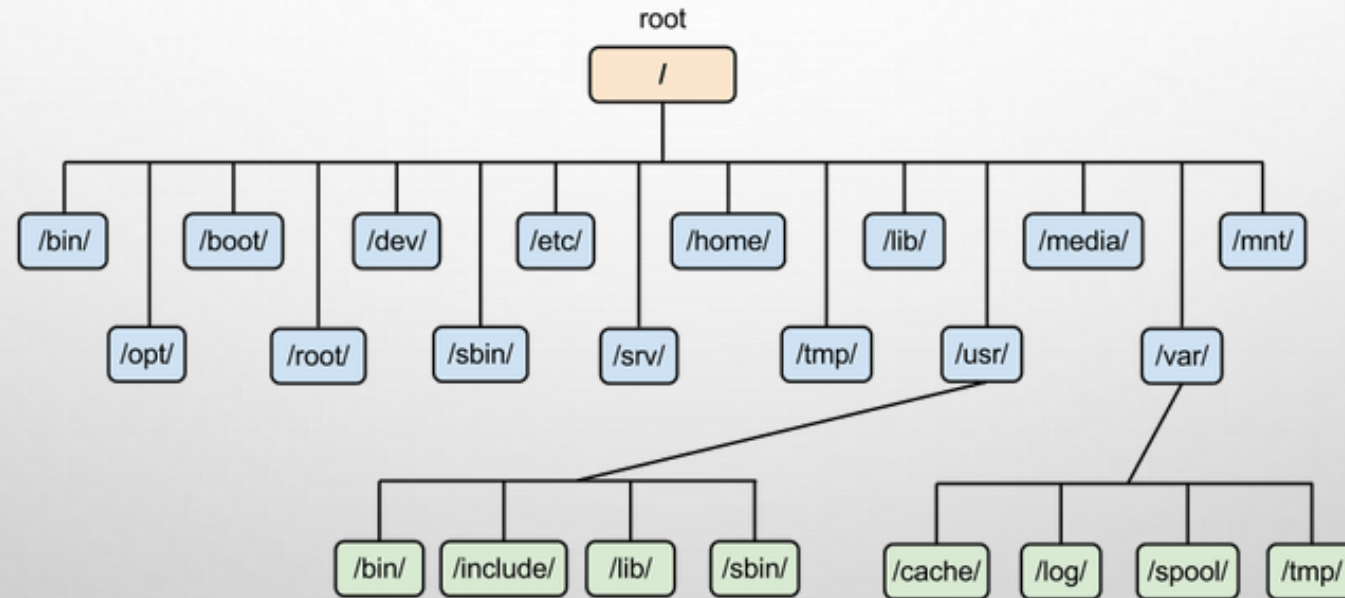 root
/
/bin/ /boot/ /dev/ /etc/ /home/ /lib/ /media/ /mnt/
/opt/ /root/ /sbin/ /srv/ /tmp/ /usr/ /var/
/bin/ /include/ /lib/ /sbin/ /cache/ /log/ /spool/ /tmp/